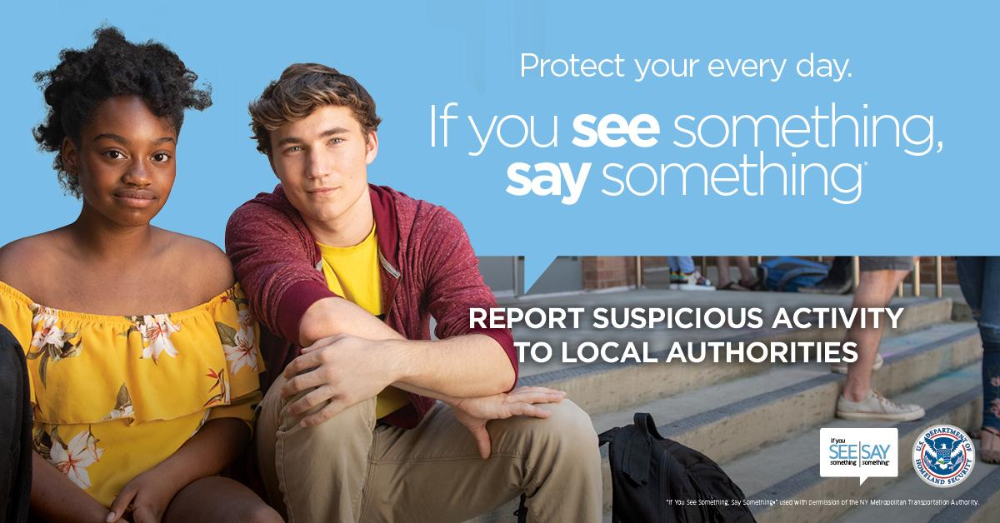 Protect your every day.
If you see something,
say something®
REPORT SUSPICIOUS ACTIVITY
TO LOCAL AUTHORITIES
if you
SEE SAY
something something™
U.S. DEPARTMENT OF
HOMELAND SECURITY
"If You See Something, Say Something®" used with permission of the NY Metropolitan Transportation Authority.